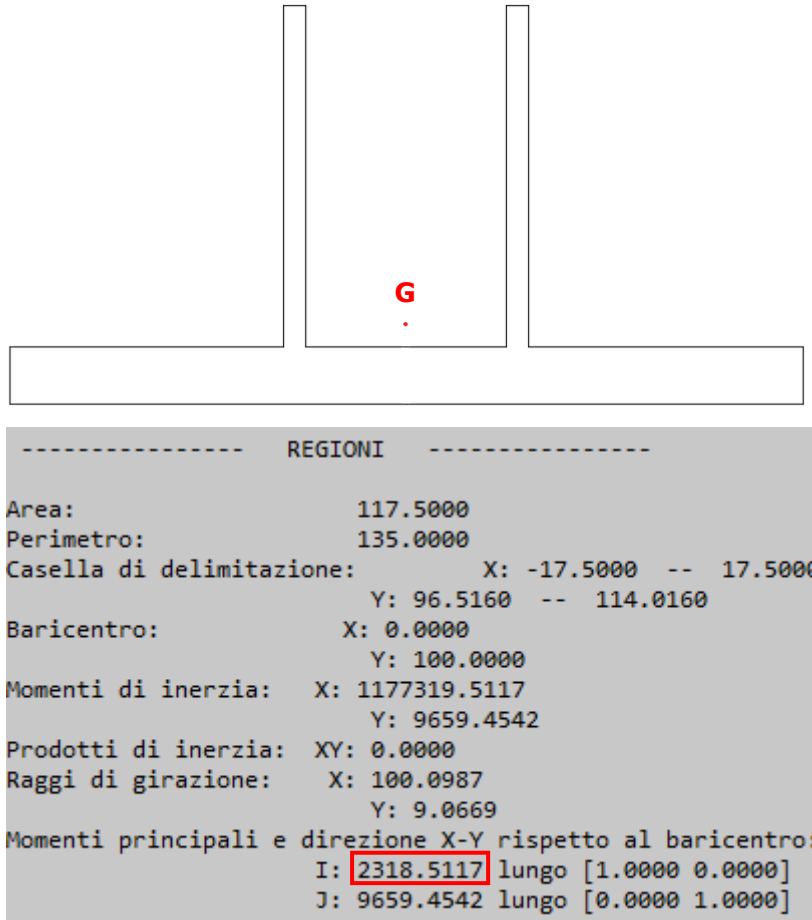 G
---------------- REGIONI ----------------
Area: 117.5000
Perimetro: 135.0000
Casella di delimitazione: X: -17.5000 -- 17.5000
Y: 96.5160 -- 114.0160
Baricentro: X: 0.0000
Y: 100.0000
Momenti di inerzia: X: 1177319.5117
Y: 9659.4542
Prodotti di inerzia: XY: 0.0000
Raggi di girazione: X: 100.0987
Y: 9.0669
Momenti principali e direzione X-Y rispetto al baricentro:
I: 2318.5117 lungo [1.0000 0.0000]
J: 9659.4542 lungo [0.0000 1.0000]